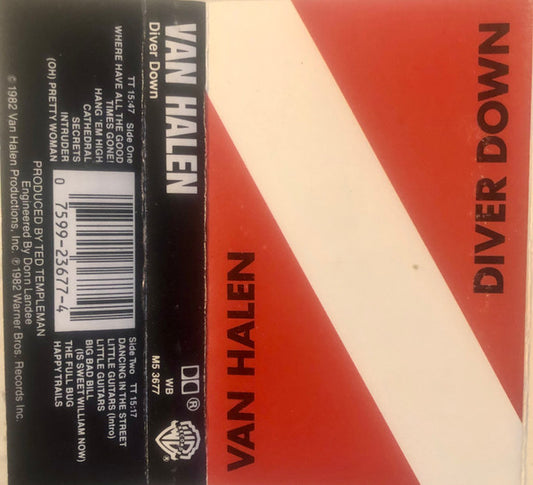 VAN HALEN
DIVER DOWN
VAN HALEN
Diver Down
WB
M5 3677
TT 15:47 Side One
WHERE HAVE ALL THE GOOD
TIMES GONE!
HANG 'EM HIGH
CATHEDRAL
SECRETS
INTRUDER
(OH) PRETTY WOMAN
0 7599-23677-4
Side Two TT 15:17
DANCING IN THE STREET
LITTLE GUITARS (Intro)
LITTLE GUITARS
BIG BAD BILL
(IS SWEET WILLIAM NOW)
THE FULL BUG
HAPPY TRAILS
PRODUCED BY TED TEMPLEMAN
Engineered By Donn Landee
© 1982 Van Halen Productions, Inc. ℗ 1982 Warner Bros. Records Inc.